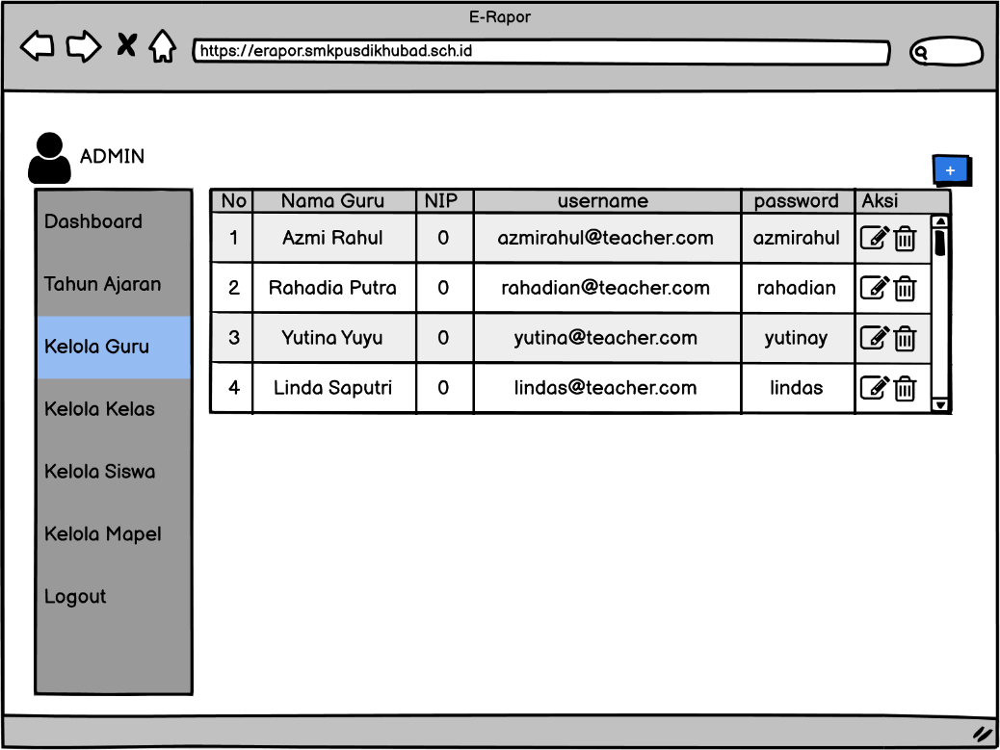 E-Rapor
https://erapor.smkpusdikhubad.sch.id
ADMIN
+
Dashboard
Tahun Ajaran
Kelola Guru
Kelola Kelas
Kelola Siswa
Kelola Mapel
Logout
No Nama Guru NIP username password Aksi
1 Azmi Rahul 0 azmirahul@teacher.com azmirahul
2 Rahadia Putra 0 rahadian@teacher.com rahadian
3 Yutina Yuyu 0 yutina@teacher.com yutinay
4 Linda Saputri 0 lindas@teacher.com lindas